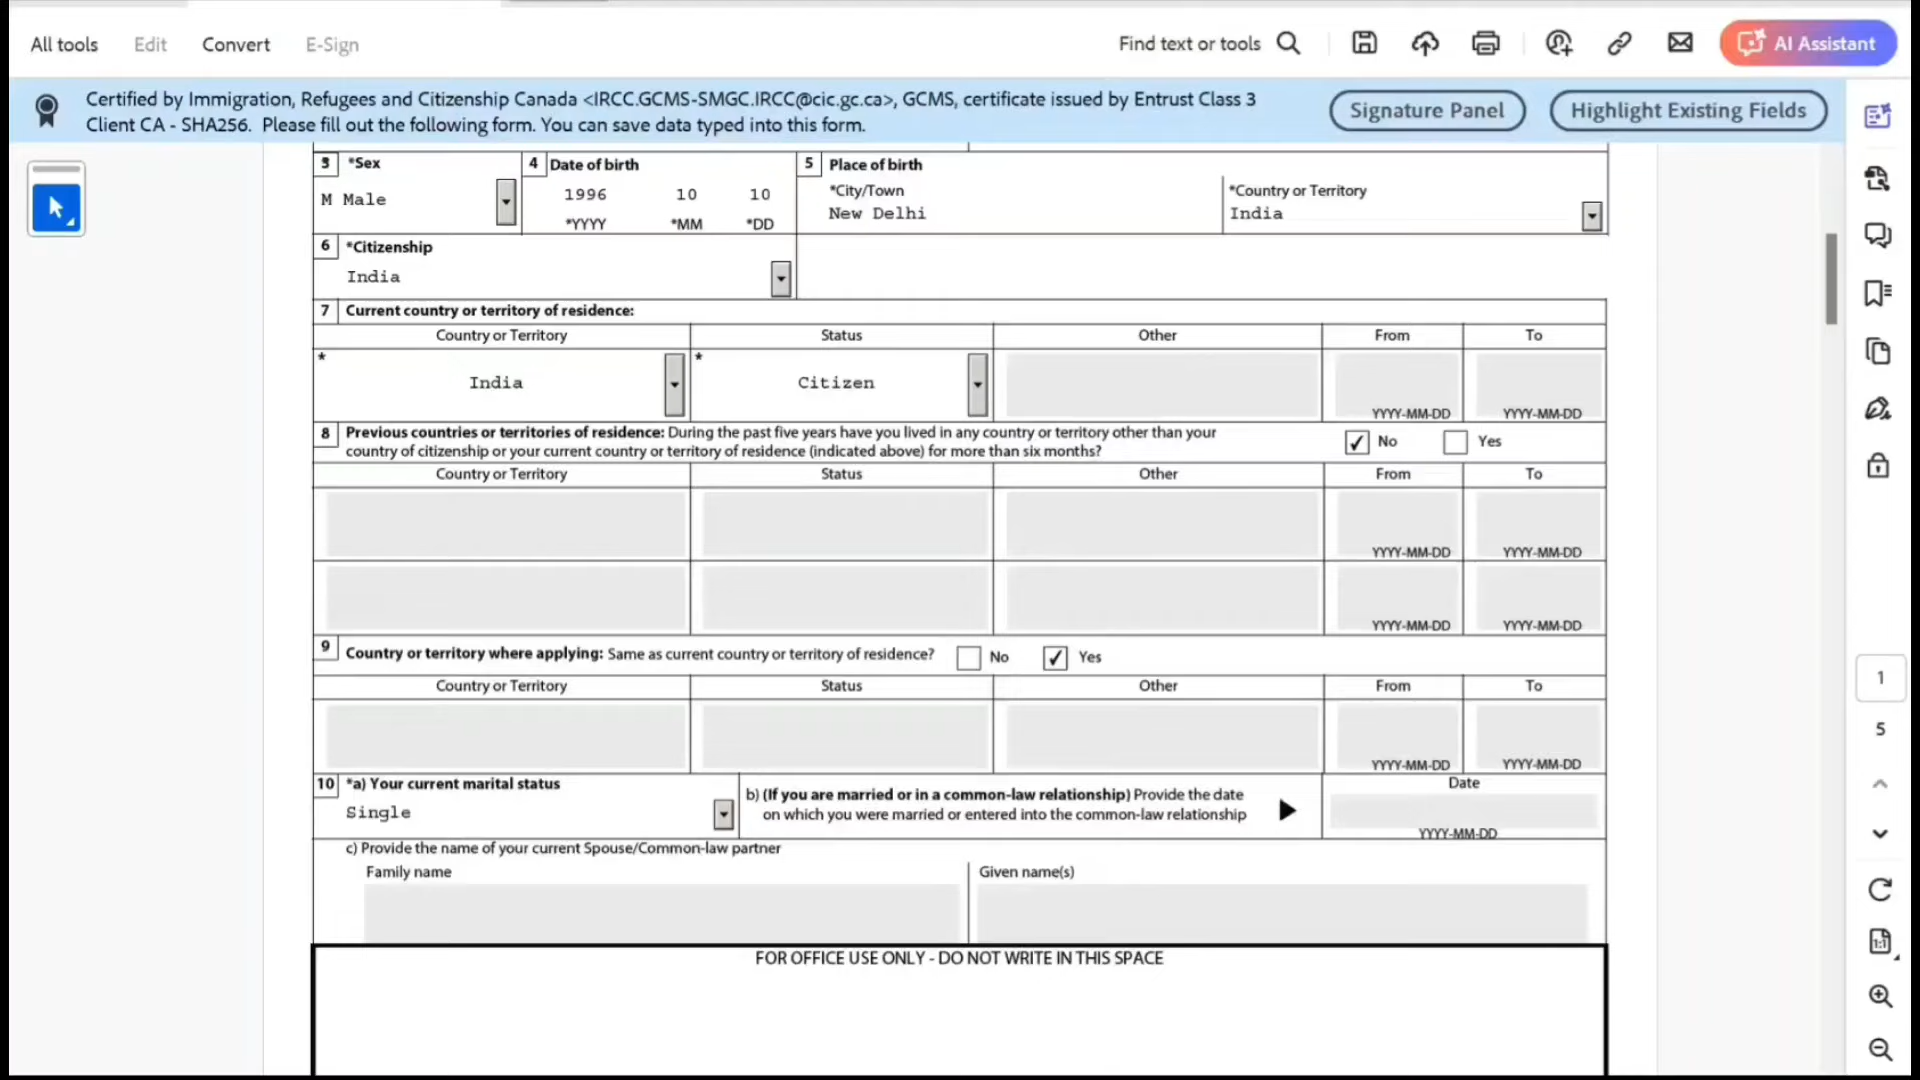 All tools
Edit
Convert
E-Sign
Find text or tools
AI Assistant
Certified by Immigration, Refugees and Citizenship Canada <IRCC.GCMS-SMGC.IRCC@cic.gc.ca>, GCMS, certificate issued by Entrust Class 3
Client CA - SHA256. Please fill out the following form. You can save data typed into this form.
Signature Panel
Highlight Existing Fields
3 *Sex
M Male
4 Date of birth
1996 10 10
*YYYY *MM *DD
5 Place of birth
*City/Town
New Delhi
*Country or Territory
India
6 *Citizenship
India
7 Current country or territory of residence:
Country or Territory Status Other From To
* India * Citizen
YYYY-MM-DD YYYY-MM-DD
8 Previous countries or territories of residence: During the past five years have you lived in any country or territory other than your
country of citizenship or your current country or territory of residence (indicated above) for more than six months?
No Yes
Country or Territory Status Other From To
YYYY-MM-DD YYYY-MM-DD
YYYY-MM-DD YYYY-MM-DD
9 Country or territory where applying: Same as current country or territory of residence? No Yes
Country or Territory Status Other From To
YYYY-MM-DD YYYY-MM-DD
10 *a) Your current marital status
Single
b) (If you are married or in a common-law relationship) Provide the date
on which you were married or entered into the common-law relationship
Date
YYYY-MM-DD
c) Provide the name of your current Spouse/Common-law partner
Family name Given name(s)
FOR OFFICE USE ONLY - DO NOT WRITE IN THIS SPACE
1
5
1:1